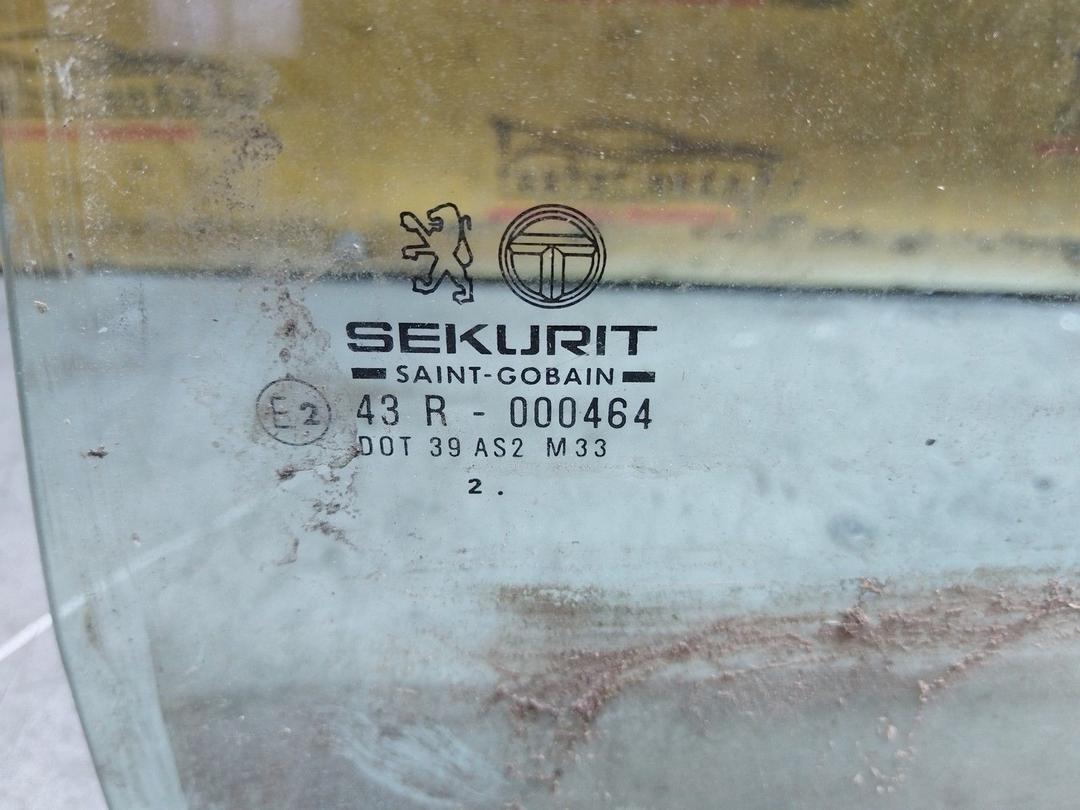 SEKURIT
SAINT-GOBAIN
E2 43 R - 000464
DOT 39 AS2 M33
2 .